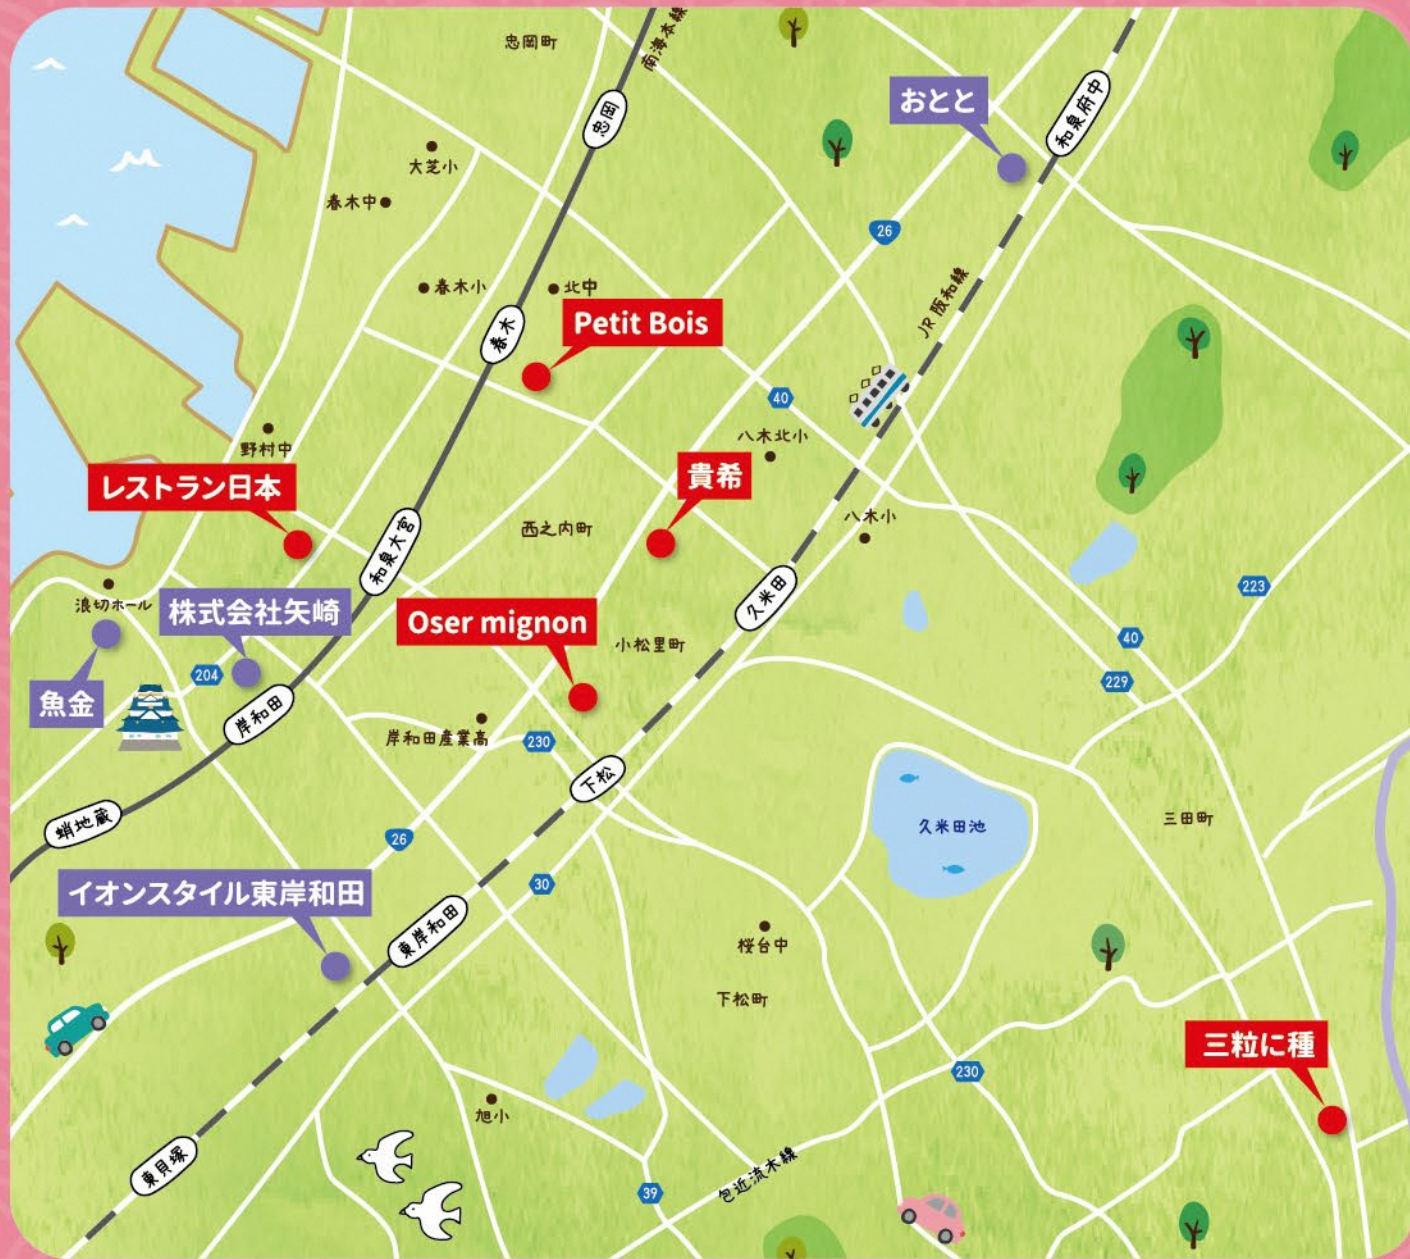 忠岡町
南海本線
忠岡
和泉府中
おとと
大芝小
春木中
26
春木小
北中
JR阪和線
春木
Petit Bois
40
野村中
八木北小
レストラン日本
貴希
八木小
西之内町
和泉大宮
久米田
223
浪切ホール
株式会社矢崎
Oser mignon
小松里町
40
204
229
魚金
岸和田
岸和田産業高
230
下松
蛸地蔵
久米田池
三田町
26
イオンスタイル東岸和田
30
東岸和田
桜台中
下松町
三粒に種
230
旭小
東貝塚
包近流木線
39